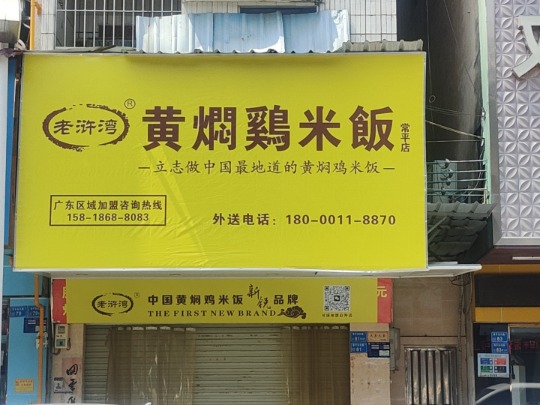 老浒湾®
黄焖鷄米飯
常平店
—立志做中国最地道的黄焖鸡米饭—
广东区域加盟咨询热线
158-1868-8083
外送电话：180-0011-8870
老浒湾®
中国黄焖鸡米饭新锐品牌
THE FIRST NEW BRAND
元